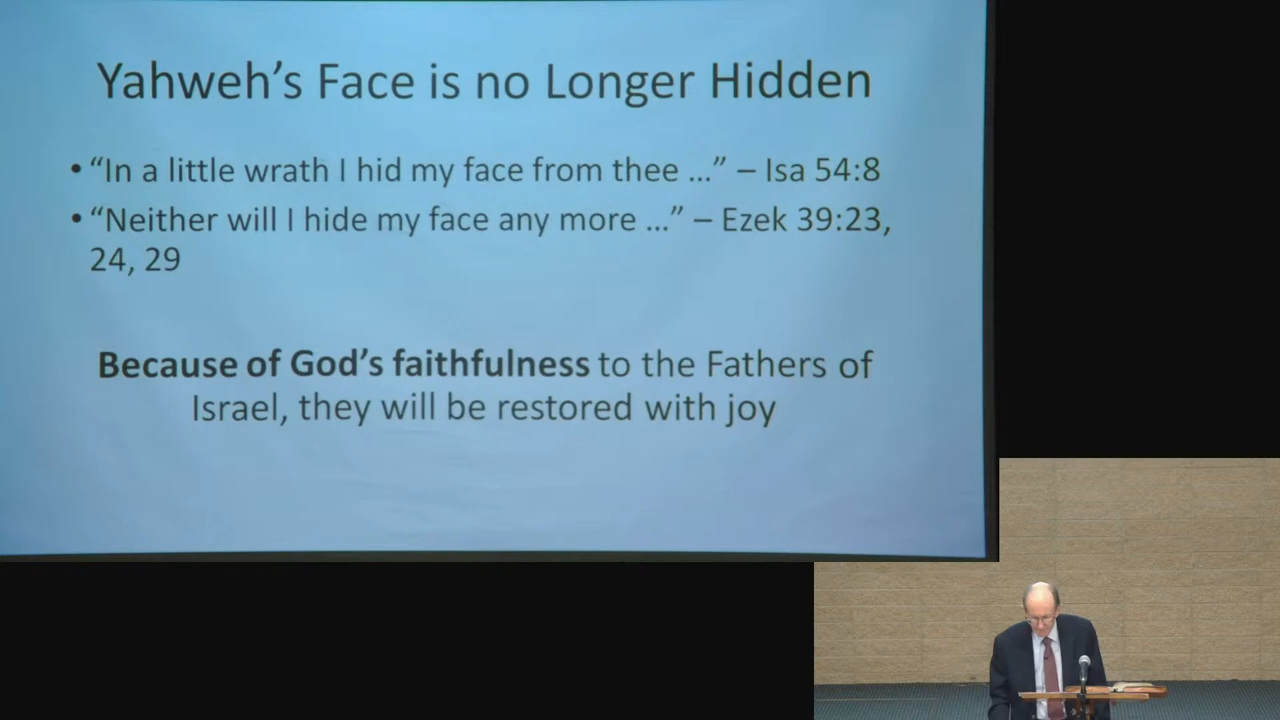 Yahweh’s Face is no Longer Hidden
• “In a little wrath I hid my face from thee ...” – Isa 54:8
• “Neither will I hide my face any more ...” – Ezek 39:23,
24, 29
Because of God’s faithfulness to the Fathers of
Israel, they will be restored with joy